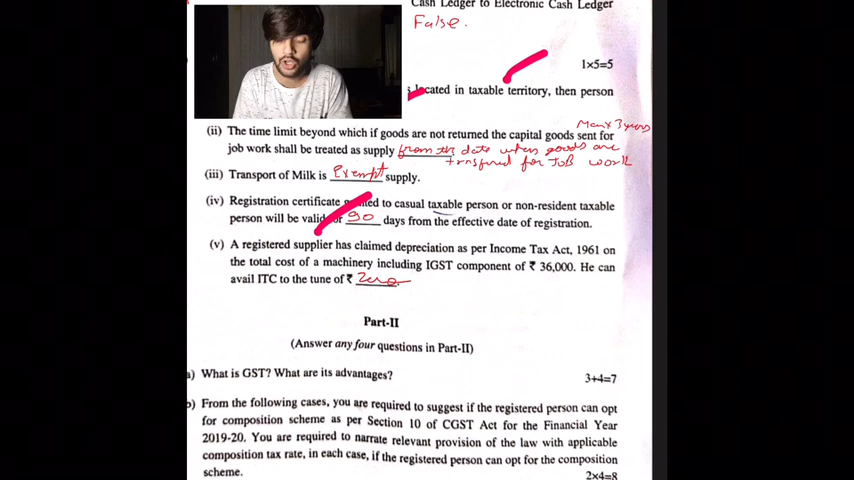 Cash Ledger to Electronic Cash Ledger
False.
1×5=5
located in taxable territory, then person
Max 3 years
(ii) The time limit beyond which if goods are not returned the capital goods sent for
job work shall be treated as supply from the date when goods are
transfured for Job work
(iii) Transport of Milk is Exempt supply.
(iv) Registration certificate to casual taxable person or non-resident taxable
person will be valid 90 days from the effective date of registration.
(v) A registered supplier has claimed depreciation as per Income Tax Act, 1961 on
the total cost of a machinery including IGST component of ₹ 36,000. He can
avail ITC to the tune of ₹ Zero
Part-II
(Answer any four questions in Part-II)
a) What is GST? What are its advantages?
3+4=7
b) From the following cases, you are required to suggest if the registered person can opt
for composition scheme as per Section 10 of CGST Act for the Financial Year
2019-20. You are required to narrate relevant provision of the law with applicable
composition tax rate, in each case, if the registered person can opt for the composition
scheme.
2×4=8